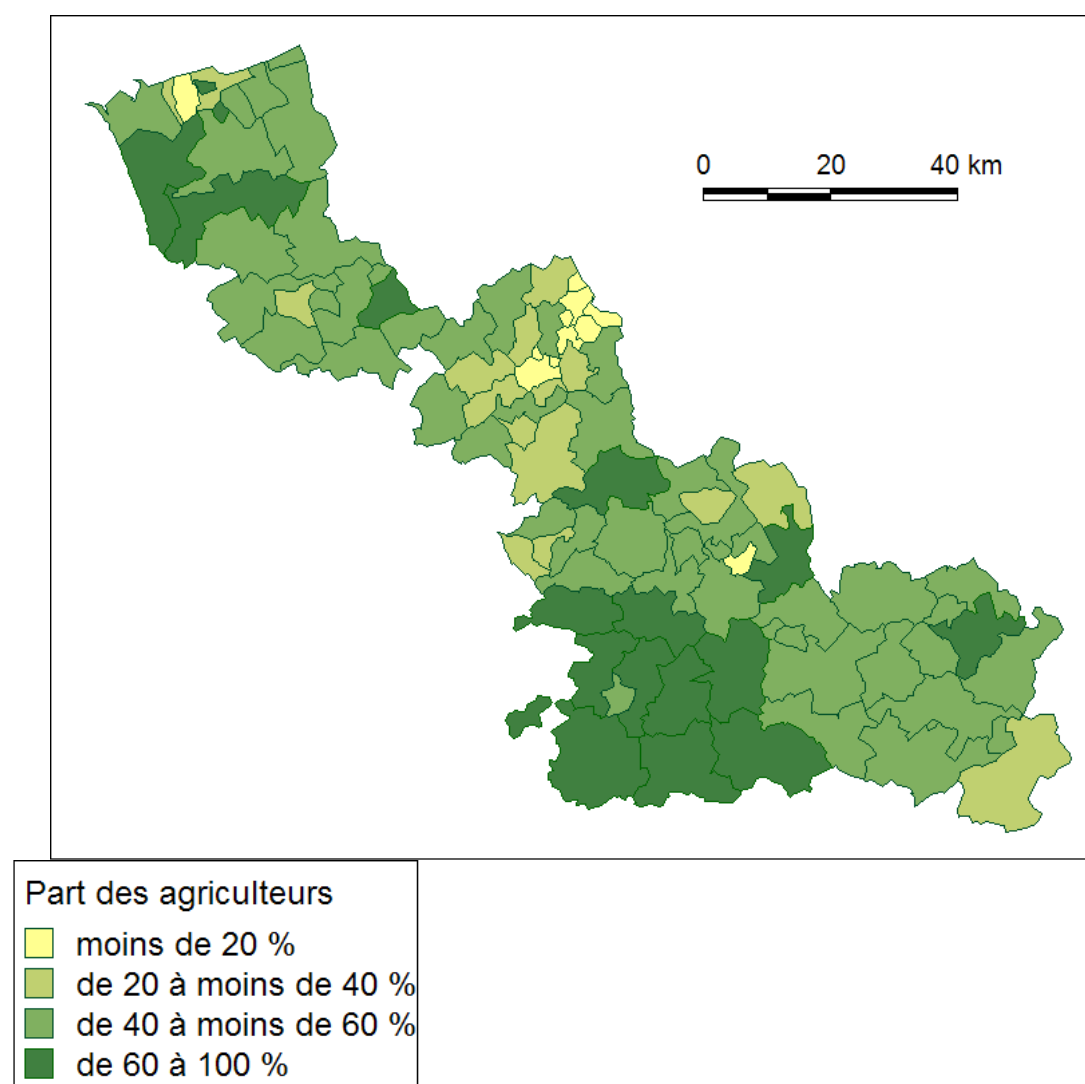 0 20 40 km
Part des agriculteurs
moins de 20 %
de 20 à moins de 40 %
de 40 à moins de 60 %
de 60 à 100 %